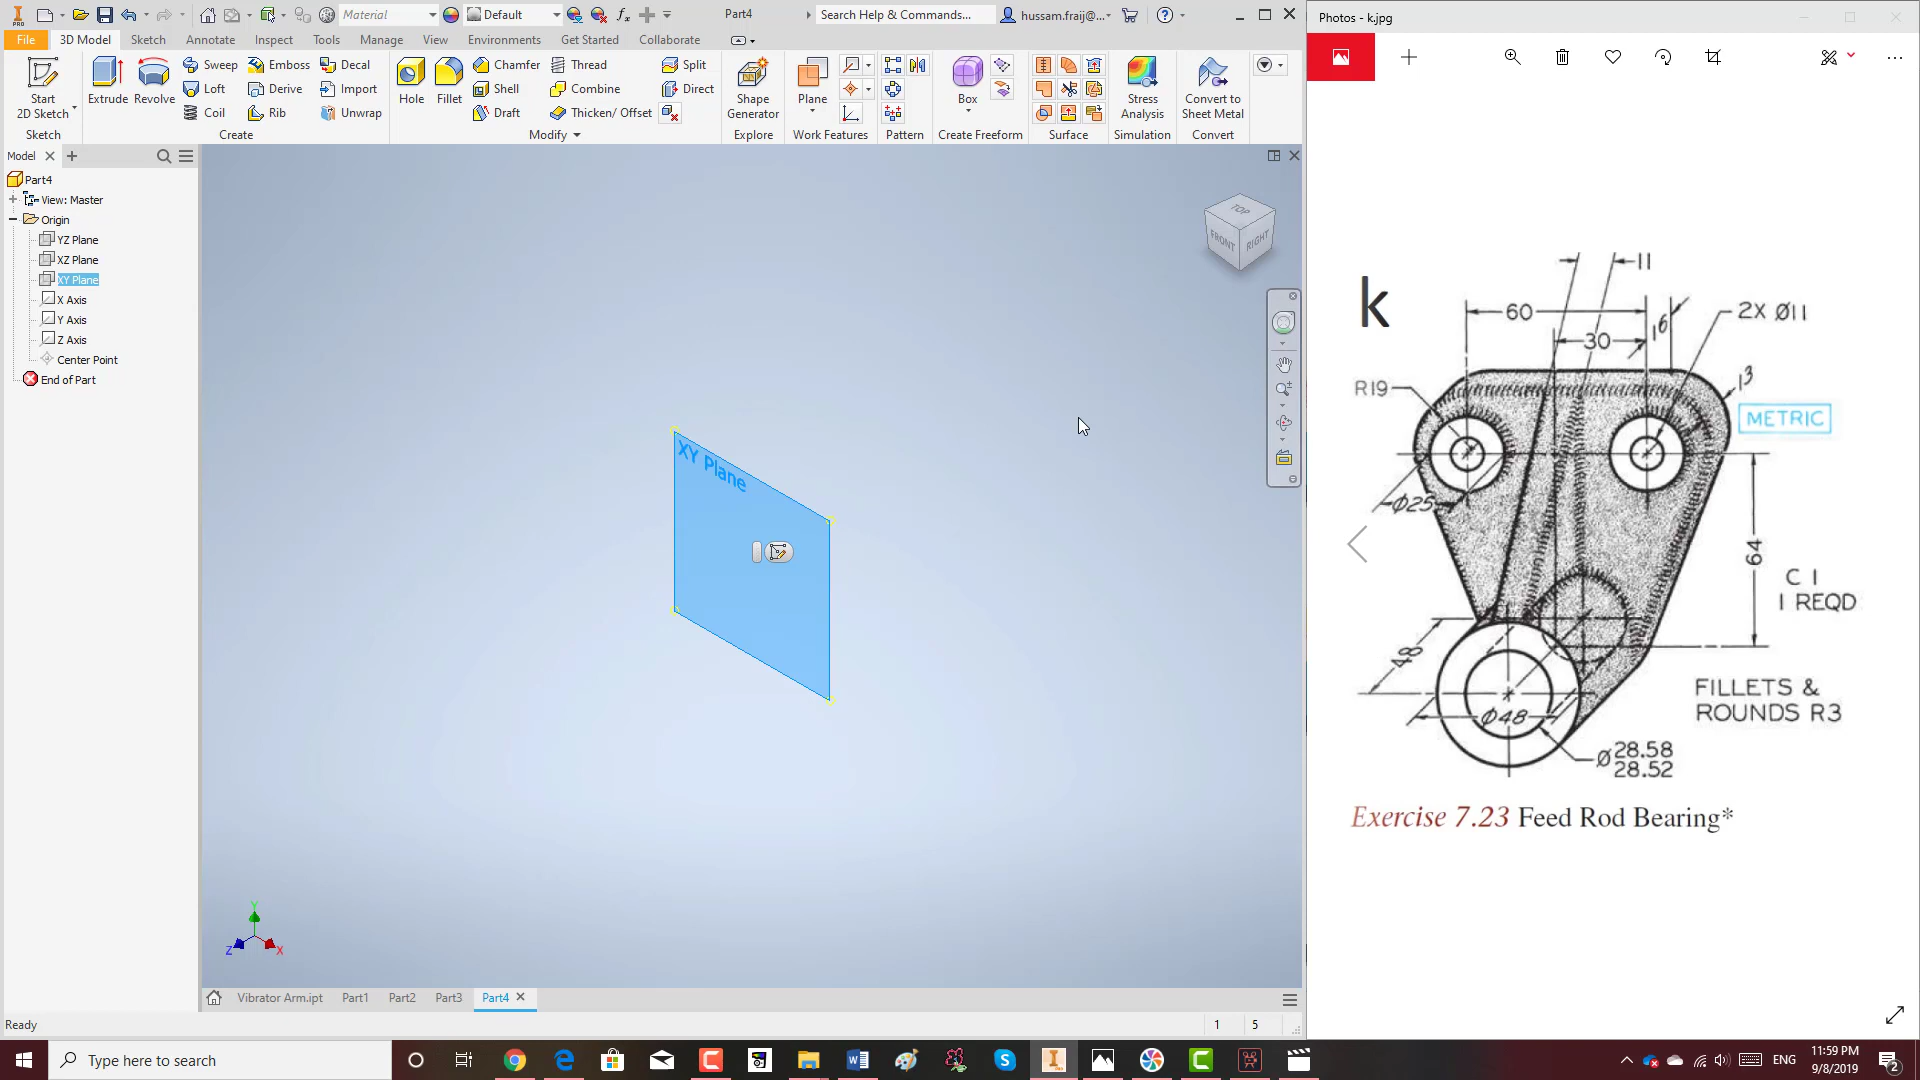 Material
Default
Part4
Search Help & Commands...
hussam.fraij@...
File
3D Model
Sketch
Annotate
Inspect
Tools
Manage
View
Environments
Get Started
Collaborate
Start
2D Sketch
Extrude
Revolve
Sweep
Loft
Coil
Emboss
Derive
Rib
Decal
Import
Unwrap
Hole
Fillet
Chamfer
Shell
Draft
Thread
Combine
Thicken/ Offset
Split
Direct
Shape
Generator
Plane
Box
Stress
Analysis
Convert to
Sheet Metal
Sketch
Create
Modify
Explore
Work Features
Pattern
Create Freeform
Surface
Simulation
Convert
Model
Part4
View: Master
Origin
YZ Plane
XZ Plane
XY Plane
X Axis
Y Axis
Z Axis
Center Point
End of Part
XY Plane
TOP
FRONT
RIGHT
Y
Z
X
Vibrator Arm.ipt
Part1
Part2
Part3
Part4
Ready
1
5
Photos - k.jpg
k
11
60
2X Ø11
16
30
R19
13
METRIC
Ø25
64
C I
I REQD
48
FILLETS &
ROUNDS R3
Ø48
Ø28.58
28.52
Exercise 7.23 Feed Rod Bearing*
Type here to search
ENG
11:59 PM
9/8/2019
2